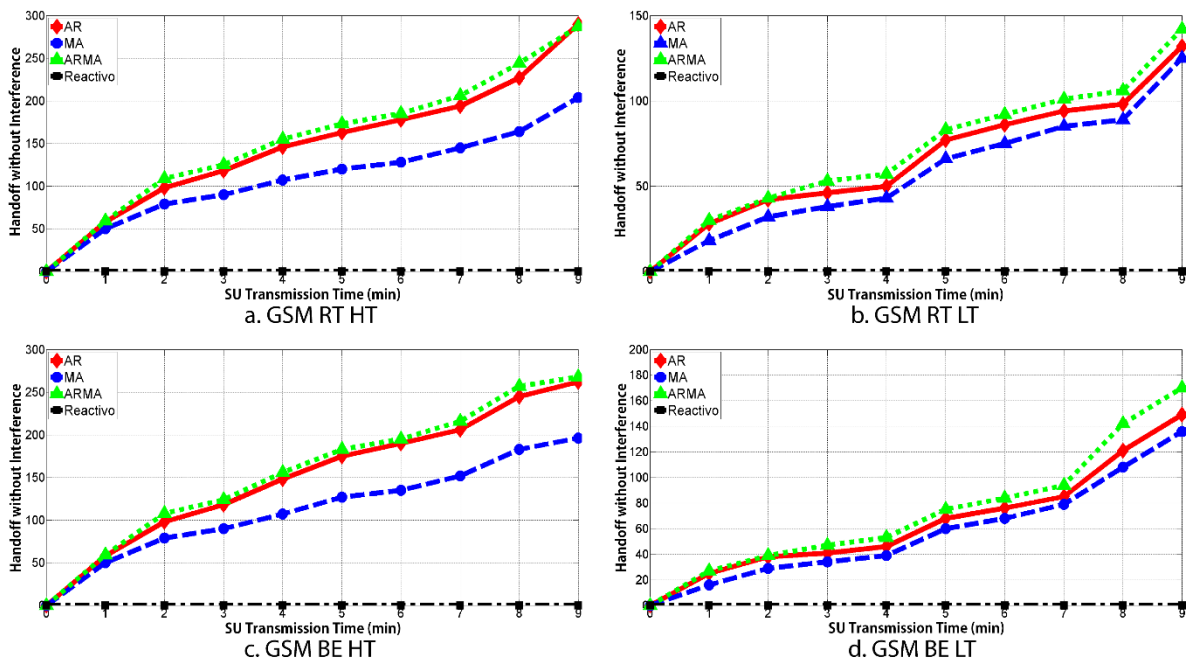 Handoff without Interference
300
250
200
150
100
50
0
AR
MA
ARMA
Reactivo
0 1 2 3 4 5 6 7 8 9
SU Transmission Time (min)
a. GSM RT HT
Handoff without Interference
150
100
50
0
AR
MA
ARMA
Reactivo
0 1 2 3 4 5 6 7 8 9
SU Transmission Time (min)
b. GSM RT LT
Handoff without Interference
300
250
200
150
100
50
0
AR
MA
ARMA
Reactivo
0 1 2 3 4 5 6 7 8 9
SU Transmission Time (min)
c. GSM BE HT
Handoff without Interference
200
180
160
140
120
100
80
60
40
20
0
AR
MA
ARMA
Reactivo
0 1 2 3 4 5 6 7 8 9
SU Transmission Time (min)
d. GSM BE LT